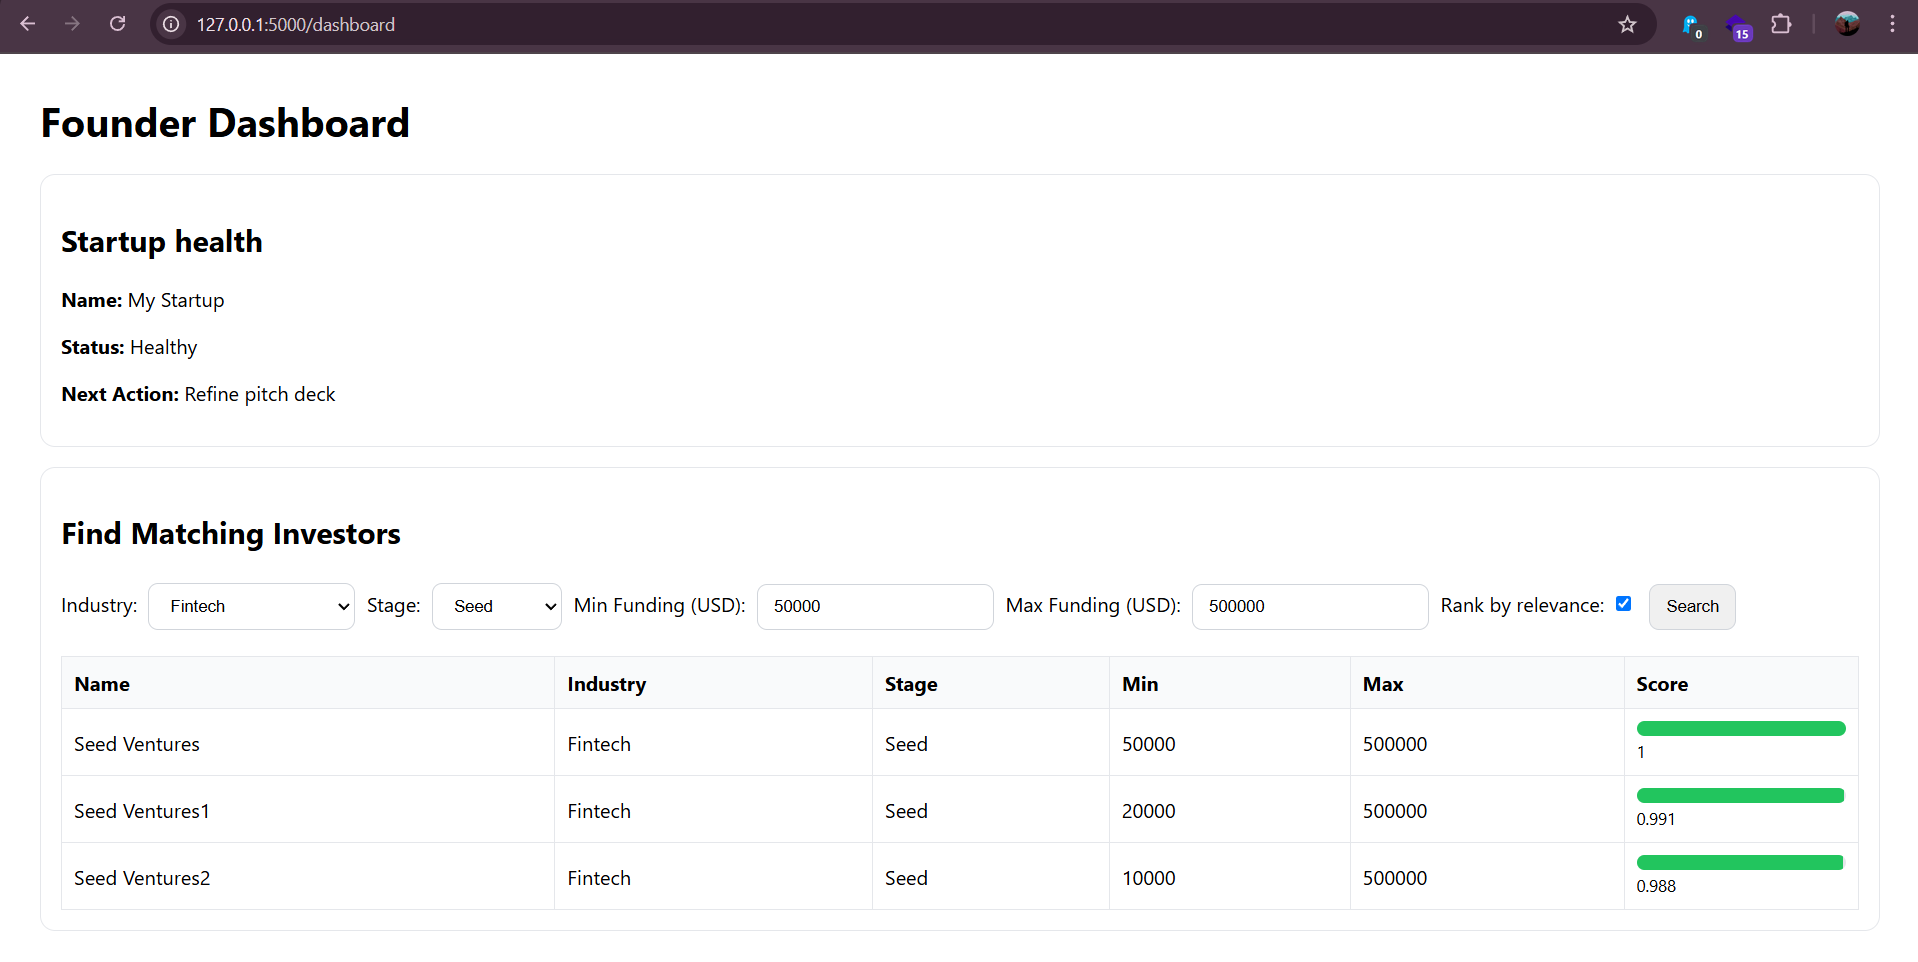 127.0.0.1:5000/dashboard
0
15
Founder Dashboard
Startup health
Name: My Startup
Status: Healthy
Next Action: Refine pitch deck
Find Matching Investors
Industry: Fintech Stage: Seed Min Funding (USD): 50000 Max Funding (USD): 500000 Rank by relevance: Search
Name Industry Stage Min Max Score
Seed Ventures Fintech Seed 50000 500000 1
Seed Ventures1 Fintech Seed 20000 500000 0.991
Seed Ventures2 Fintech Seed 10000 500000 0.988